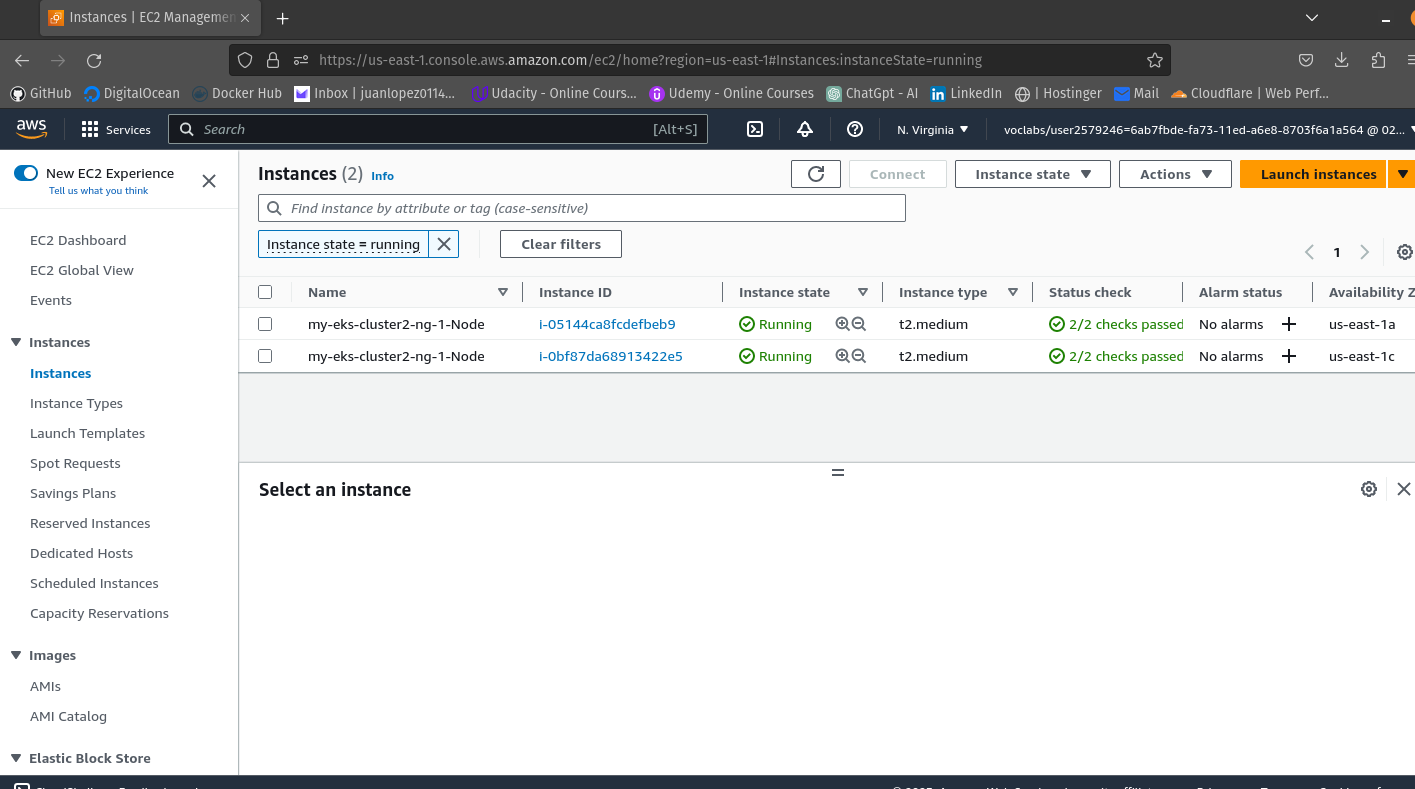 Instances | EC2 Managemen
https://us-east-1.console.aws.amazon.com/ec2/home?region=us-east-1#Instances:instanceState=running
GitHub DigitalOcean Docker Hub Inbox | juanlopez0114... Udacity - Online Cours... Udemy - Online Courses ChatGpt - AI LinkedIn | Hostinger Mail Cloudflare | Web Perf...
aws Services Search [Alt+S] N. Virginia voclabs/user2579246=6ab7fbde-fa73-11ed-a6e8-8703f6a1a564 @ 02...
New EC2 Experience
Tell us what you think
EC2 Dashboard
EC2 Global View
Events
Instances
Instances
Instance Types
Launch Templates
Spot Requests
Savings Plans
Reserved Instances
Dedicated Hosts
Scheduled Instances
Capacity Reservations
Images
AMIs
AMI Catalog
Elastic Block Store
Instances (2) Info Connect Instance state Actions Launch instances
Find instance by attribute or tag (case-sensitive)
Instance state = running Clear filters 1
Name Instance ID Instance state Instance type Status check Alarm status Availability Z
my-eks-cluster2-ng-1-Node i-05144ca8fcdefbeb9 Running t2.medium 2/2 checks passed No alarms us-east-1a
my-eks-cluster2-ng-1-Node i-0bf87da68913422e5 Running t2.medium 2/2 checks passed No alarms us-east-1c
Select an instance